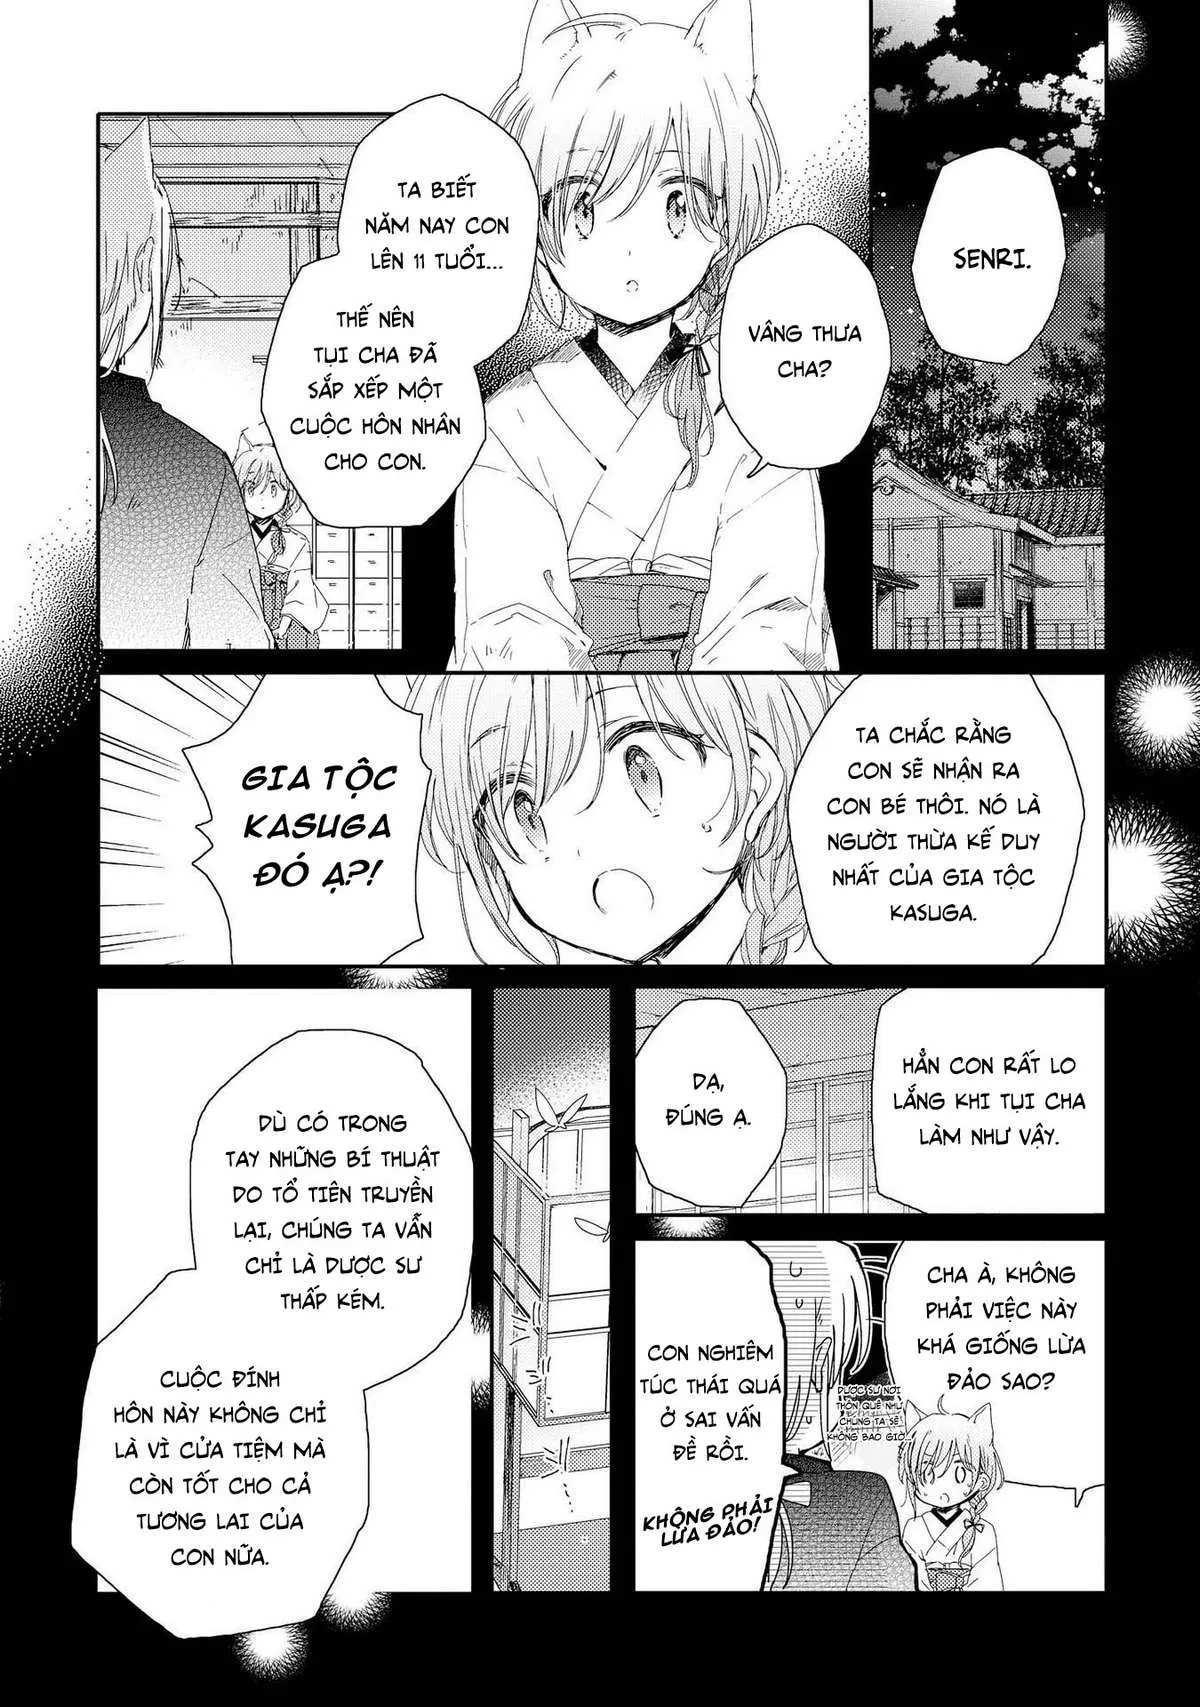 SENRI.
VÂNG THƯA
CHA?
TA BIẾT
NĂM NAY CON
LÊN 11 TUỔI...
THẾ NÊN
TỤI CHA ĐÃ
SẮP XẾP MỘT
CUỘC HÔN NHÂN
CHO CON.
TA CHẮC RẰNG
CON SẼ NHẬN RA
CON BÉ THÔI. NÓ LÀ
NGƯỜI THỪA KẾ DUY
NHẤT CỦA GIA TỘC
KASUGA.
GIA TỘC
KASUGA
ĐÓ Ạ?!
HẲN CON RẤT LO
LẮNG KHI TỤI CHA
LÀM NHƯ VẬY.
DẠ,
ĐÚNG Ạ.
CHA À, KHÔNG
PHẢI VIỆC NÀY
KHÁ GIỐNG LỪA
ĐẢO SAO?
DƯỢC SƯ NƠI
THÔN QUÊ NHƯ
CHÚNG TA SẼ
KHÔNG BAO GIỜ...
CON NGHIÊM
TÚC THÁI QUÁ
Ở SAI VẤN
ĐỀ RỒI.
KHÔNG PHẢI
LỪA ĐẢO!
DÙ CÓ TRONG
TAY NHỮNG BÍ THUẬT
DO TỔ TIÊN TRUYỀN
LẠI, CHÚNG TA VẪN
CHỈ LÀ DƯỢC SƯ
THẤP KÉM.
CUỘC ĐÍNH
HÔN NÀY KHÔNG CHỈ
LÀ VÌ CỬA TIỆM MÀ
CÒN TỐT CHO CẢ
TƯƠNG LAI CỦA
CON NỮA.